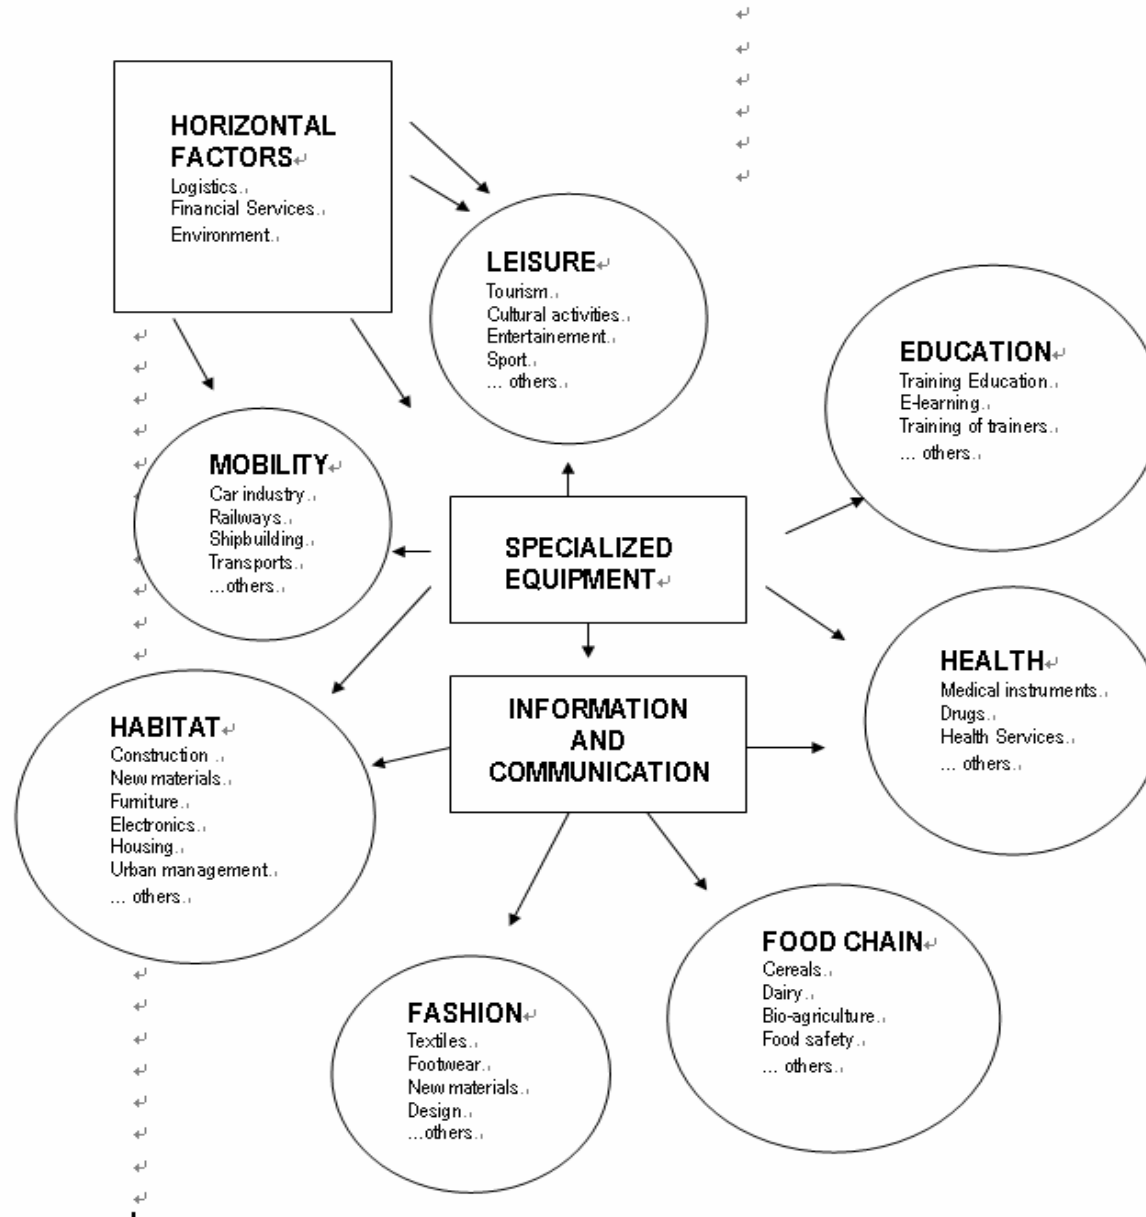 HORIZONTAL
FACTORS
Logistics
Financial Services
Environment
LEISURE
Tourism
Cultural activities
Entertainement
Sport
... others
EDUCATION
Training Education
E-learning
Training of trainers
... others
MOBILITY
Car industry
Railways
Shipbuilding
Transports
...others
SPECIALIZED
EQUIPMENT
HEALTH
Medical instruments
Drugs
Health Services
... others
INFORMATION
AND
COMMUNICATION
HABITAT
Construction
New materials
Furniture
Electronics
Housing
Urban management
... others
FOOD CHAIN
Cereals
Dairy
Bio-agriculture
Food safety
... others
FASHION
Textiles
Footwear
New materials
Design
...others